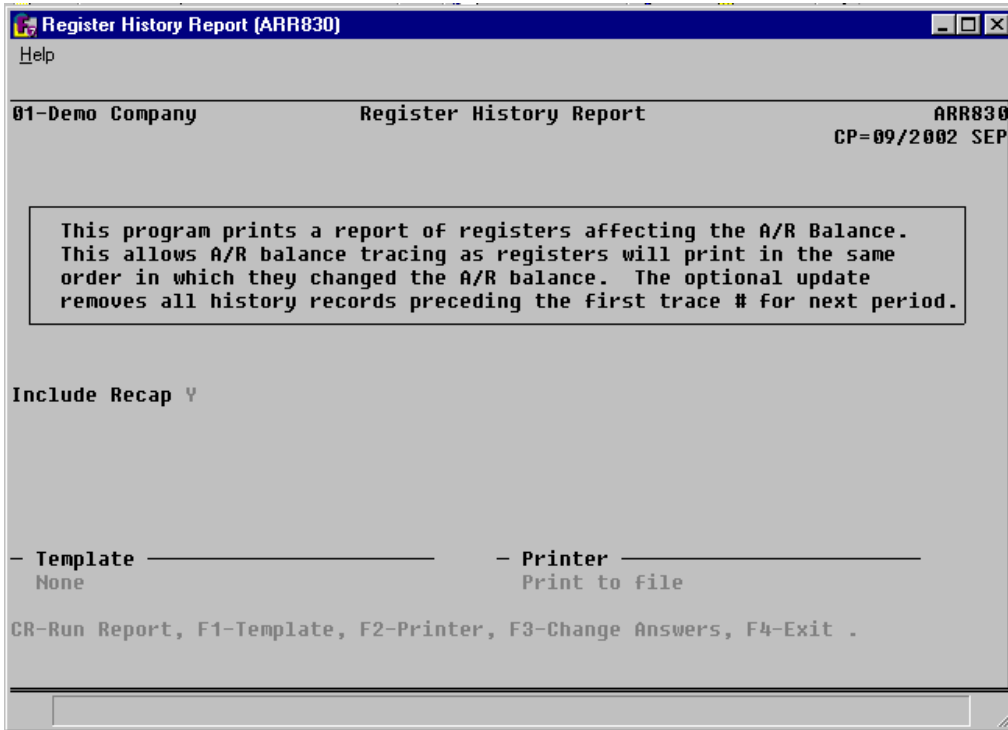 Register History Report (ARR830)
Help
01-Demo Company Register History Report ARR830
CP=09/2002 SEP
This program prints a report of registers affecting the A/R Balance.
This allows A/R balance tracing as registers will print in the same
order in which they changed the A/R balance. The optional update
removes all history records preceding the first trace # for next period.
Include Recap Y
Template Printer
None Print to file
CR-Run Report, F1-Template, F2-Printer, F3-Change Answers, F4-Exit .